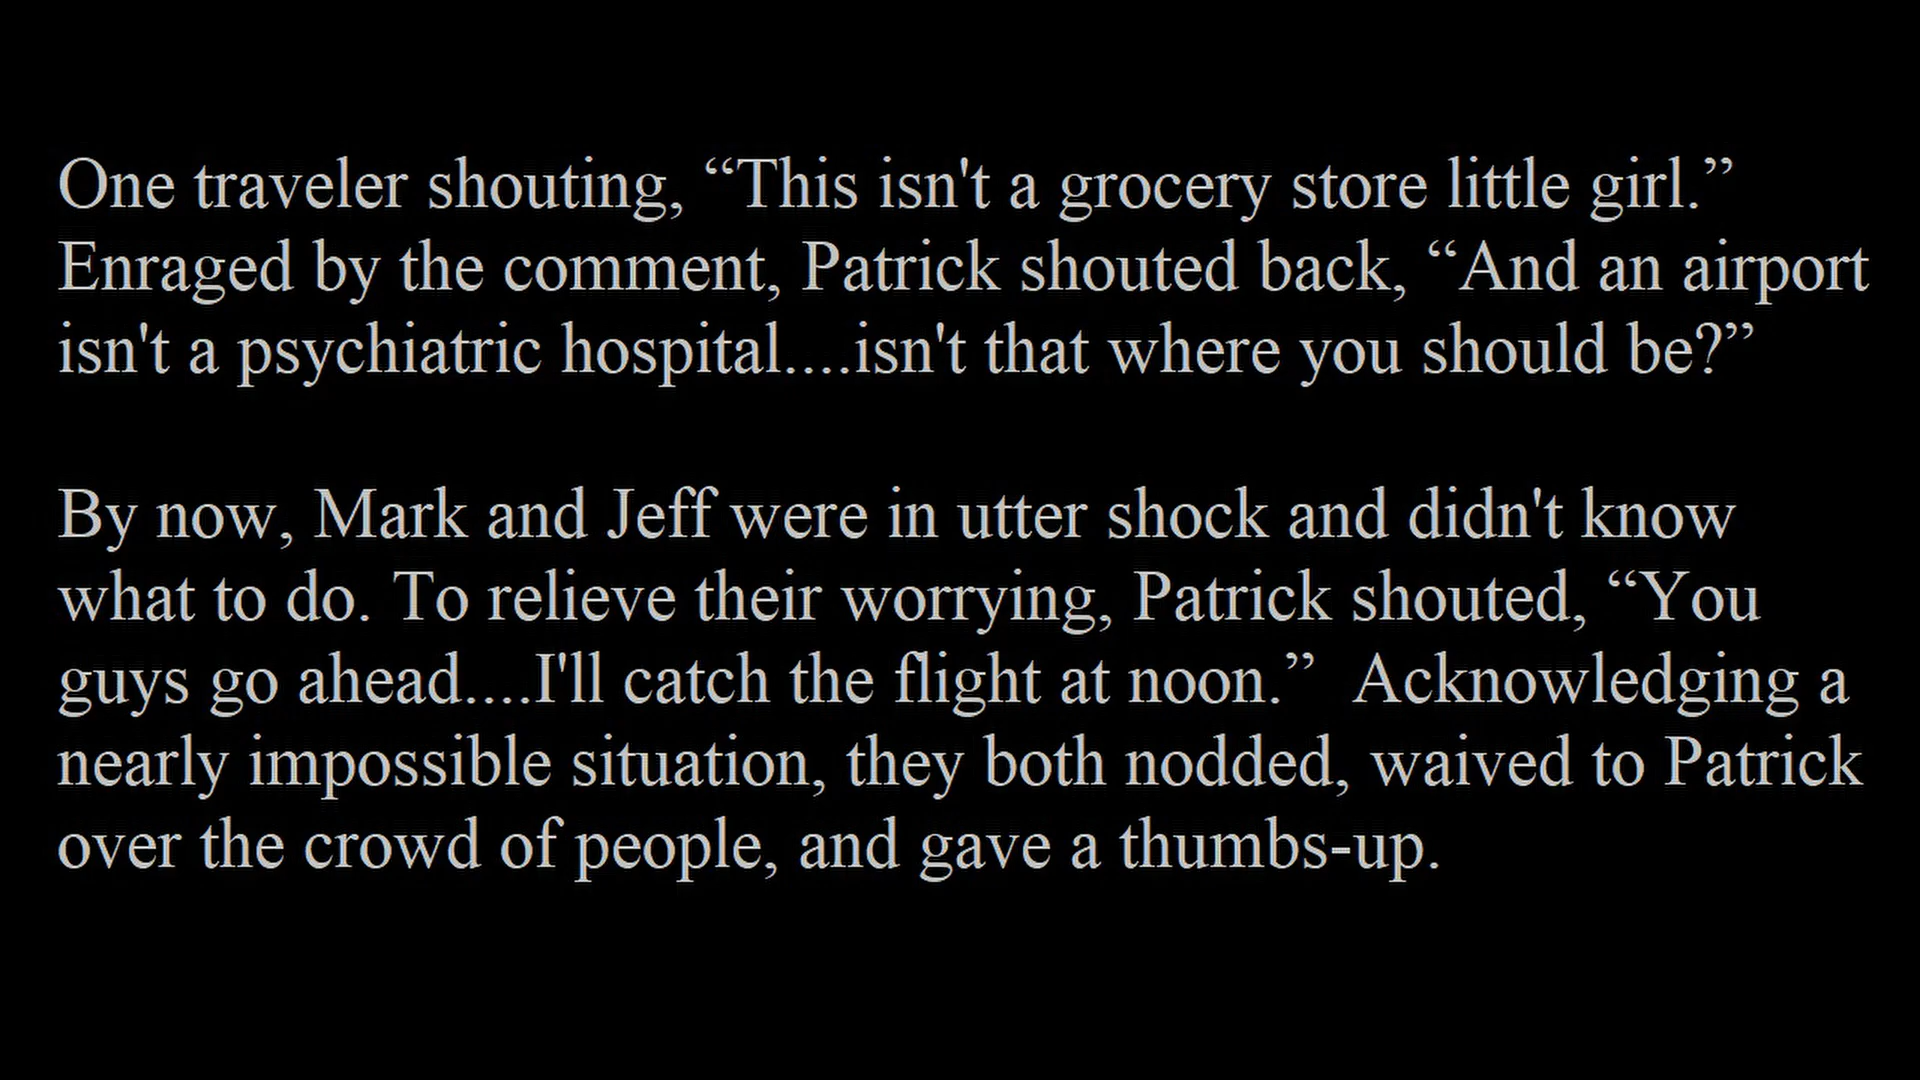 One traveler shouting, “This isn't a grocery store little girl.”
Enraged by the comment, Patrick shouted back, “And an airport
isn't a psychiatric hospital....isn't that where you should be?”
By now, Mark and Jeff were in utter shock and didn't know
what to do. To relieve their worrying, Patrick shouted, “You
guys go ahead....I'll catch the flight at noon.”  Acknowledging a
nearly impossible situation, they both nodded, waived to Patrick
over the crowd of people, and gave a thumbs-up.